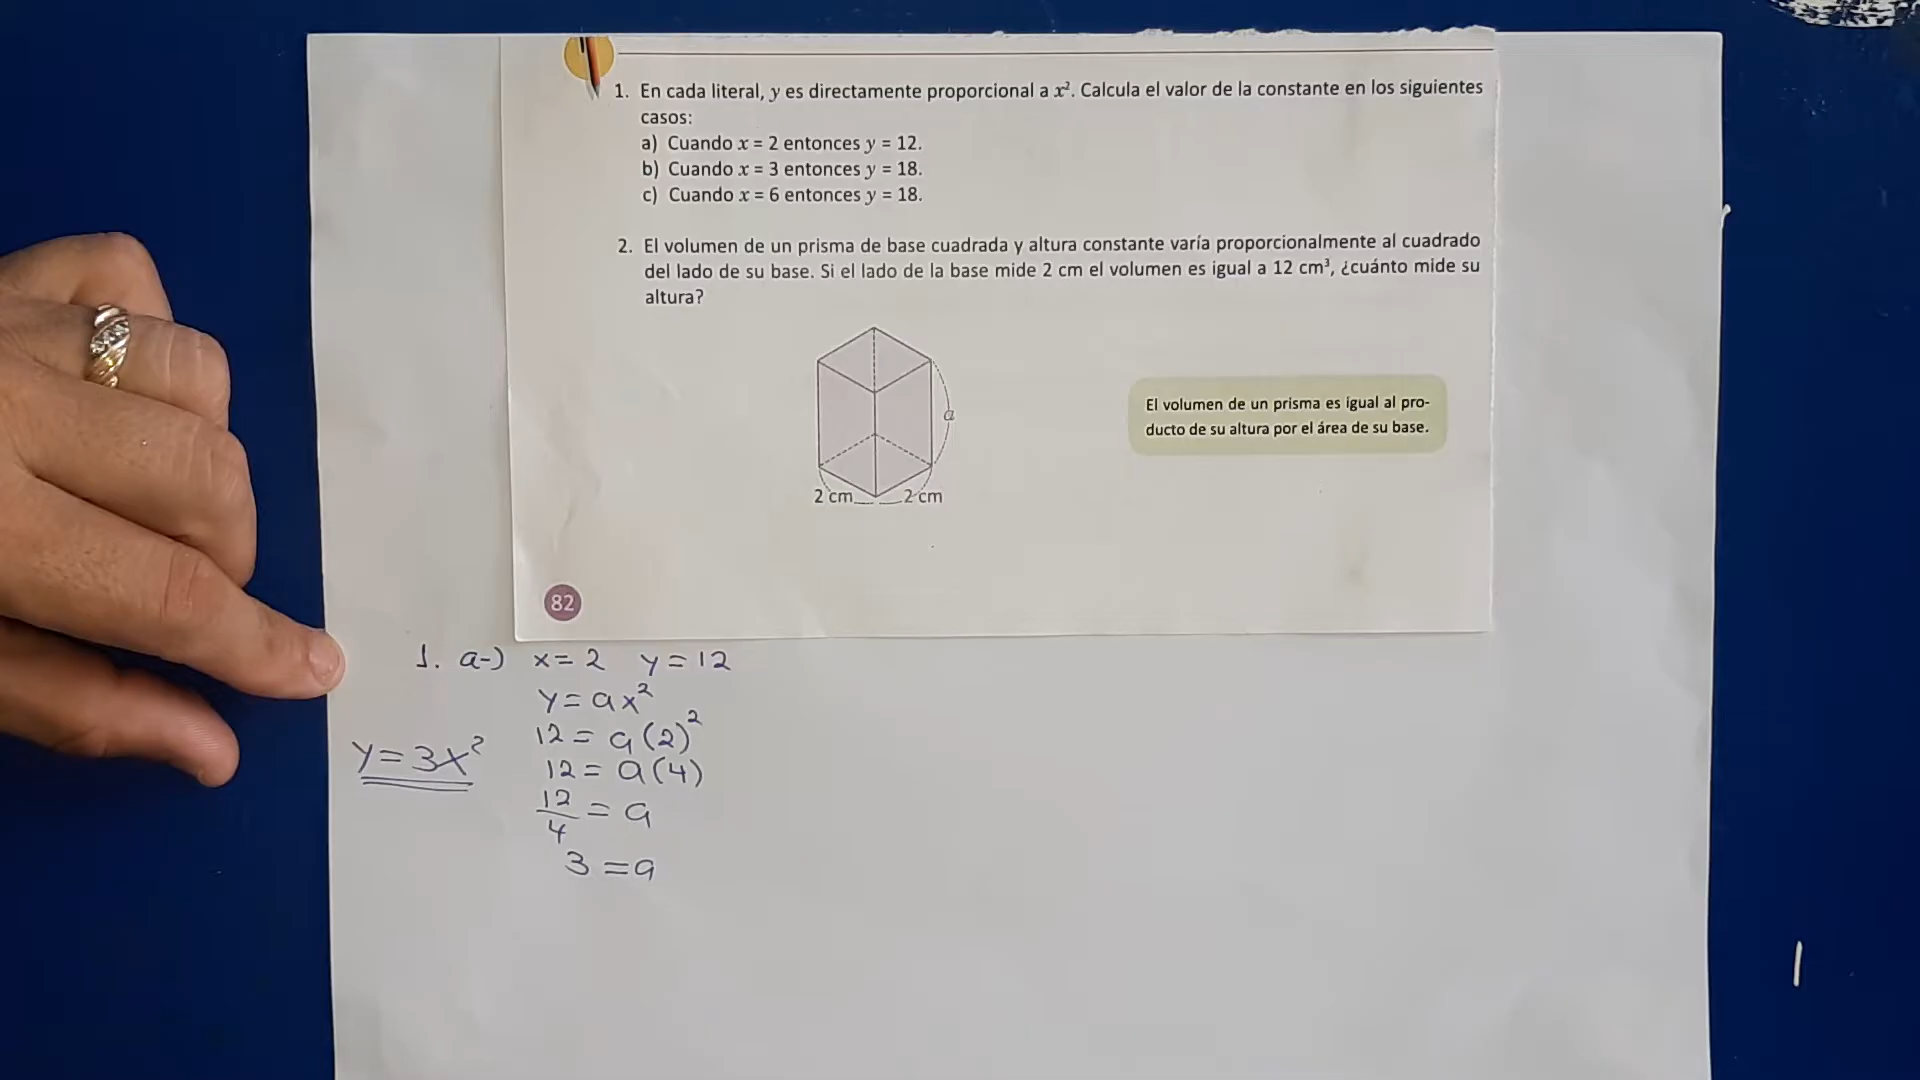 1. En cada literal, y es directamente proporcional a x². Calcula el valor de la constante en los siguientes
casos:
a) Cuando x = 2 entonces y = 12.
b) Cuando x = 3 entonces y = 18.
c) Cuando x = 6 entonces y = 18.
2. El volumen de un prisma de base cuadrada y altura constante varía proporcionalmente al cuadrado
del lado de su base. Si el lado de la base mide 2 cm el volumen es igual a 12 cm³, ¿cuánto mide su
altura?
a
2 cm
2 cm
El volumen de un prisma es igual al pro-
ducto de su altura por el área de su base.
82
1. a-) x = 2 y = 12
y = ax²
12 = a(2)²
12 = a(4)
12/4 = a
3 = a
y = 3x²